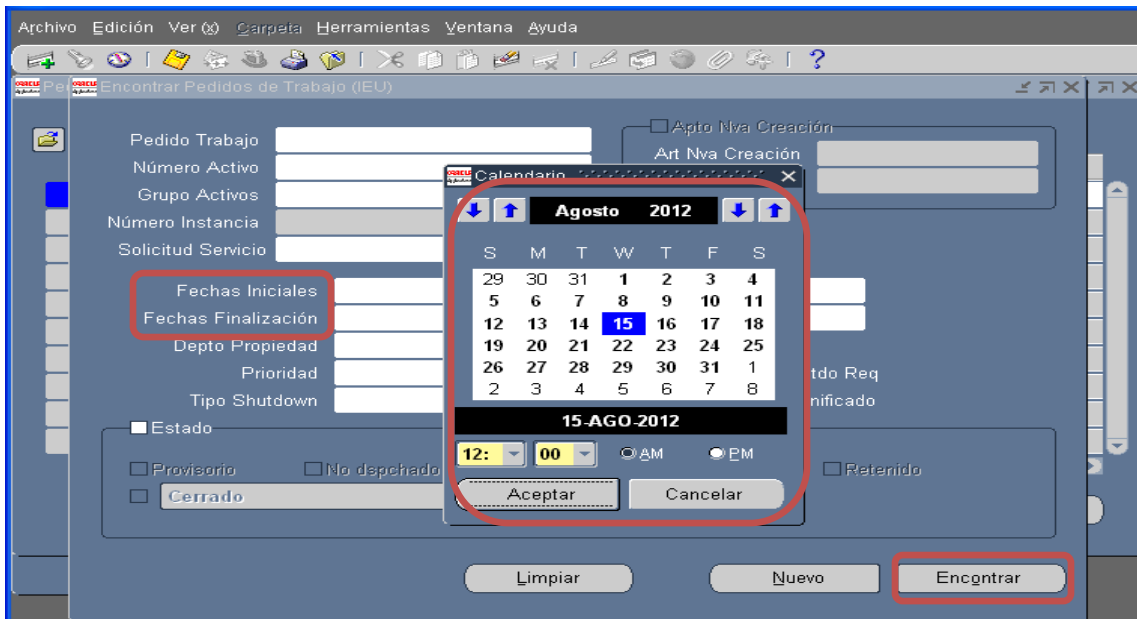 Archivo Edición Ver (x) Carpeta Herramientas Ventana Ayuda
Encontrar Pedidos de Trabajo (IEU)
Pedido Trabajo
Número Activo
Grupo Activos
Número Instancia
Solicitud Servicio
Fechas Iniciales
Fechas Finalización
Depto Propiedad
Prioridad
Tipo Shutdown
Apto Nva Creación
Art Nva Creación
Calendario
Agosto 2012
S M T W T F S
29 30 31 1 2 3 4
5 6 7 8 9 10 11
12 13 14 15 16 17 18
19 20 21 22 23 24 25
26 27 28 29 30 31 1
2 3 4 5 6 7 8
15-AGO-2012
12: 00 AM PM
Aceptar Cancelar
tdo Req
nificado
Estado
Provisorio No dspchado Retenido
Cerrado
Limpiar Nuevo Encontrar